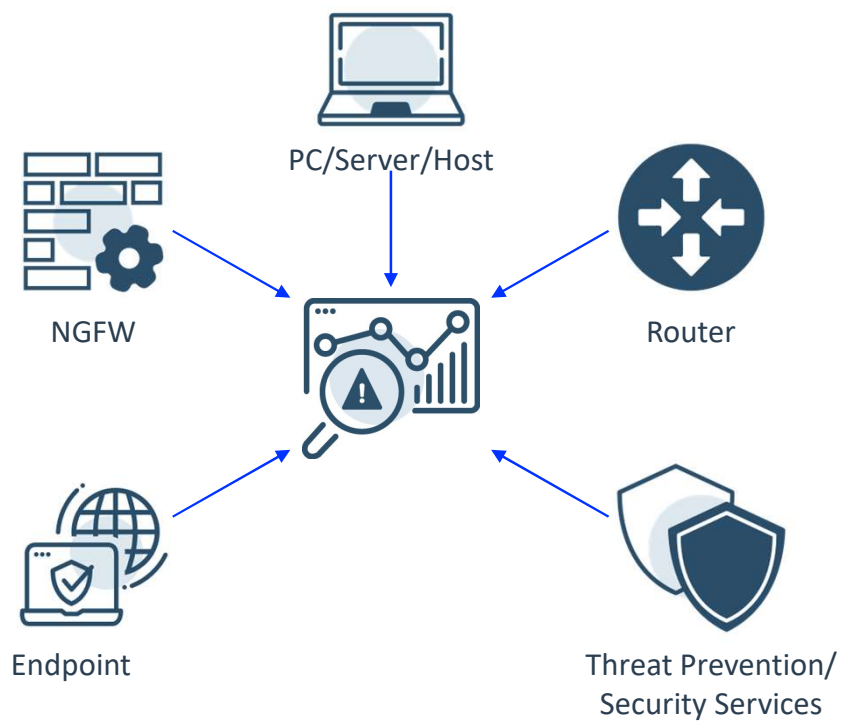 PC/Server/Host
NGFW
Router
Endpoint
Threat Prevention/
Security Services